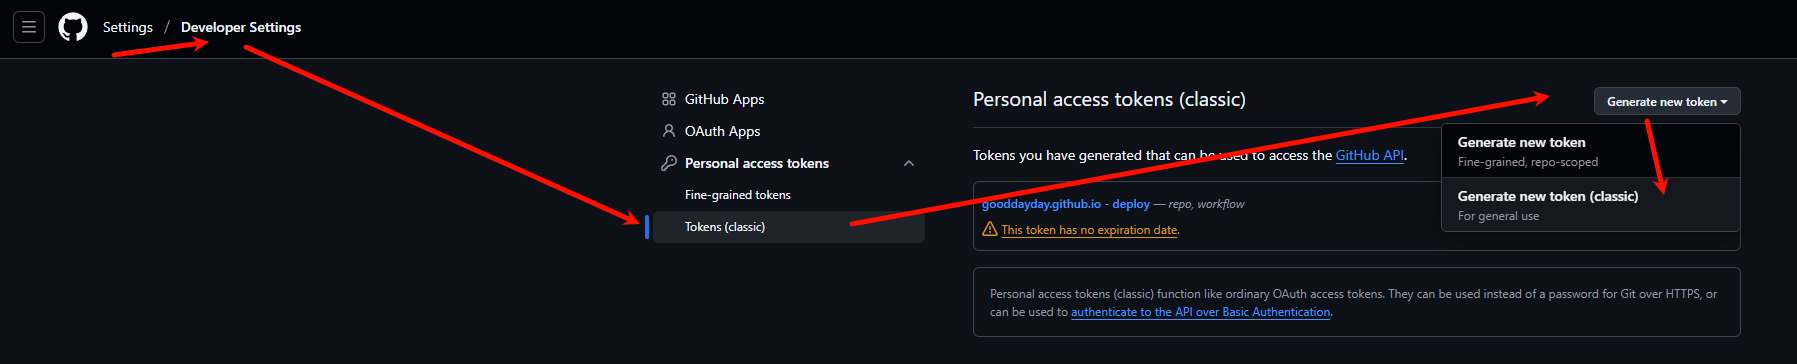 Settings / Developer Settings
GitHub Apps
OAuth Apps
Personal access tokens
Fine-grained tokens
Tokens (classic)
Personal access tokens (classic)
Generate new token
Generate new token
Fine-grained, repo-scoped
Generate new token (classic)
For general use
Tokens you have generated that can be used to access the GitHub API.
gooddayday.github.io - deploy — repo, workflow
This token has no expiration date.
Personal access tokens (classic) function like ordinary OAuth access tokens. They can be used instead of a password for Git over HTTPS, or
can be used to authenticate to the API over Basic Authentication.